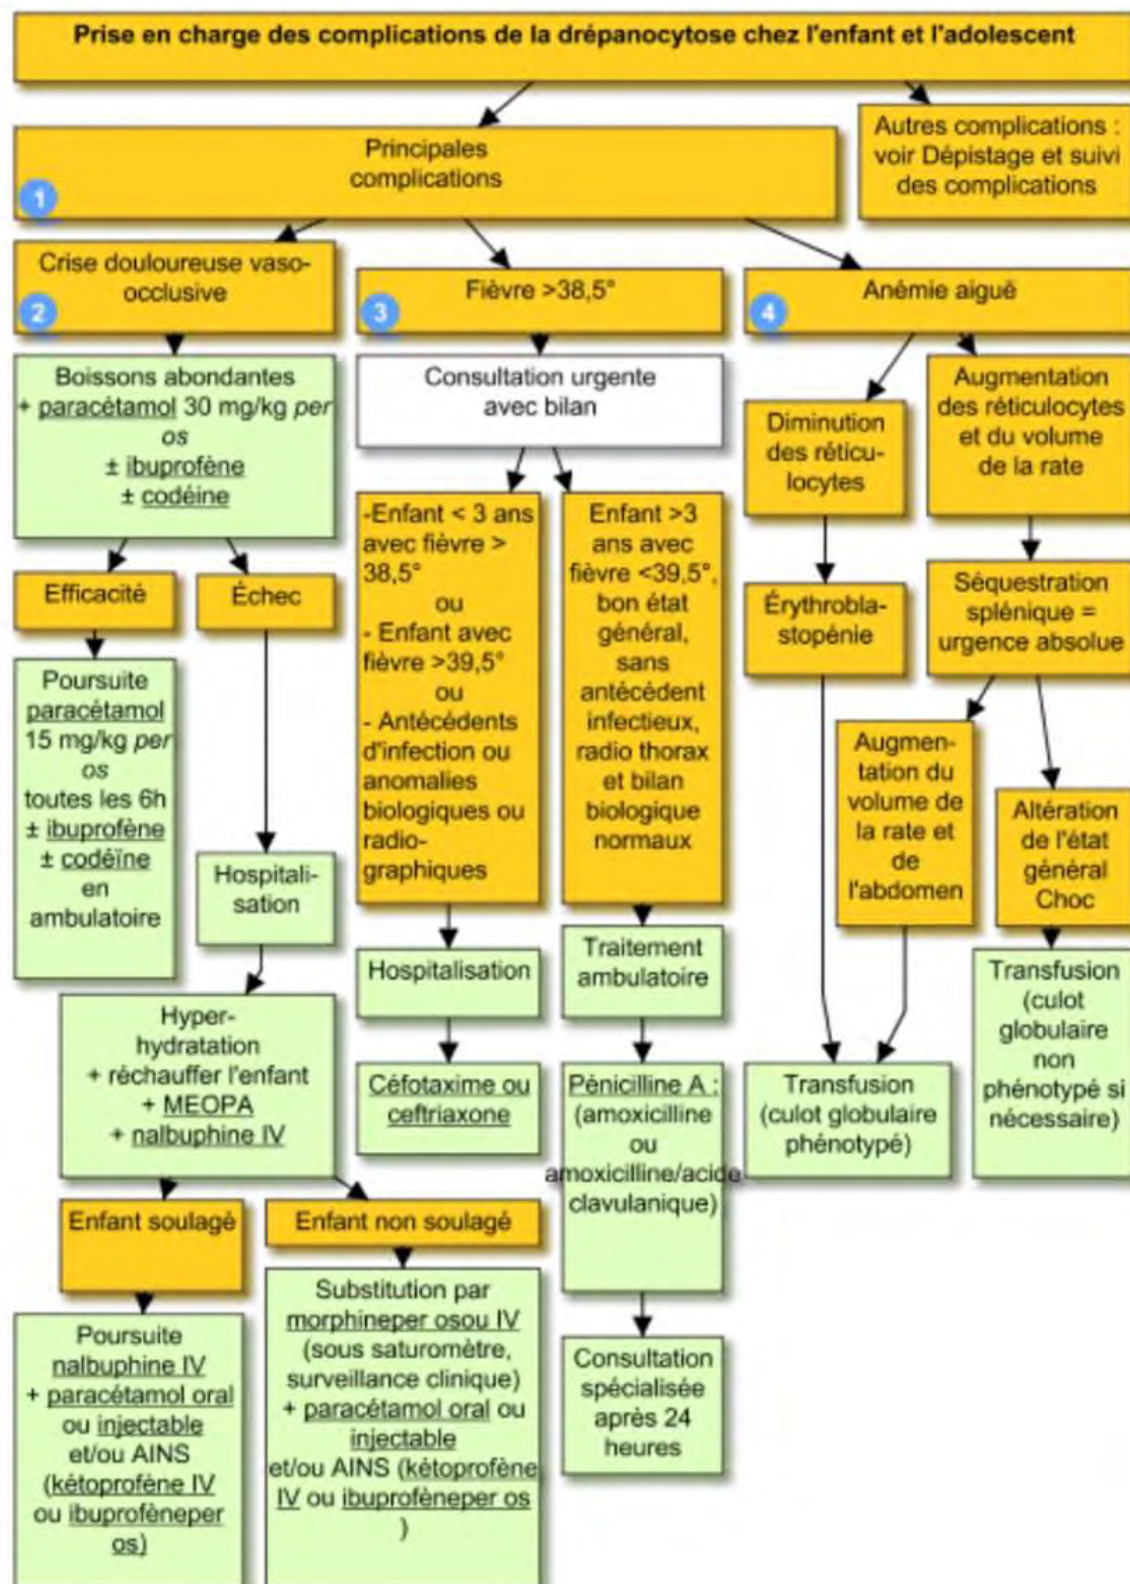 Prise en charge des complications de la drépanocytose chez l'enfant et l'adolescent
Autres complications :
voir Dépistage et suivi
des complications
Principales
complications
1
Crise douloureuse vaso-
occlusive
2
Fièvre >38,5°
3
Anémie aiguë
4
Boissons abondantes
+ paracétamol 30 mg/kg per
os
± ibuprofène
± codéine
Efficacité
Échec
Poursuite
paracétamol
15 mg/kg per
os
toutes les 6h
± ibuprofène
± codéïne
en
ambulatoire
Hospitali-
sation
Hyper-
hydratation
+ réchauffer l'enfant
+ MEOPA
+ nalbuphine IV
Enfant soulagé
Enfant non soulagé
Poursuite
nalbuphine IV
+ paracétamol oral
ou injectable
et/ou AINS
(kétoprofène IV
ou ibuprofèneper
os)
Substitution par
morphineper osou IV
(sous saturomètre,
surveillance clinique)
+ paracétamol oral ou
injectable
et/ou AINS (kétoprofène
IV ou ibuprofèneper os
)
Consultation urgente
avec bilan
-Enfant < 3 ans
avec fièvre >
38,5°
ou
- Enfant avec
fièvre >39,5°
ou
- Antécédents
d'infection ou
anomalies
biologiques ou
radio-
graphiques
Hospitalisation
Céfotaxime ou
ceftriaxone
Enfant >3
ans avec
fièvre <39,5°,
bon état
général,
sans
antécédent
infectieux,
radio thorax
et bilan
biologique
normaux
Traitement
ambulatoire
Pénicilline A :
(amoxicilline
ou
amoxicilline/acide
clavulanique)
Consultation
spécialisée
après 24
heures
Diminution
des réticu-
locytes
Érythrobla-
stopénie
Augmentation
des réticulocytes
et du volume
de la rate
Séquestration
splénique =
urgence absolue
Augmen-
tation du
volume de
la rate et
de
l'abdomen
Altération
de l'état
général
Choc
Transfusion
(culot globulaire
phénotypé)
Transfusion
(culot
globulaire
non
phénotypé si
nécessaire)